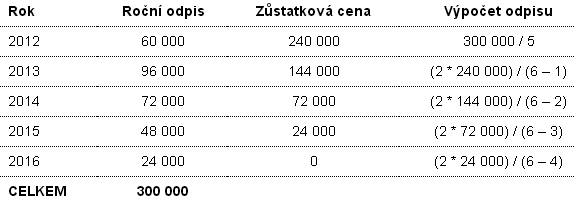 Rok Roční odpis Zůstatková cena Výpočet odpisu
2012 60 000 240 000 300 000 / 5
2013 96 000 144 000 (2 * 240 000) / (6 – 1)
2014 72 000 72 000 (2 * 144 000) / (6 – 2)
2015 48 000 24 000 (2 * 72 000) / (6 – 3)
2016 24 000 0 (2 * 24 000) / (6 – 4)
CELKEM 300 000